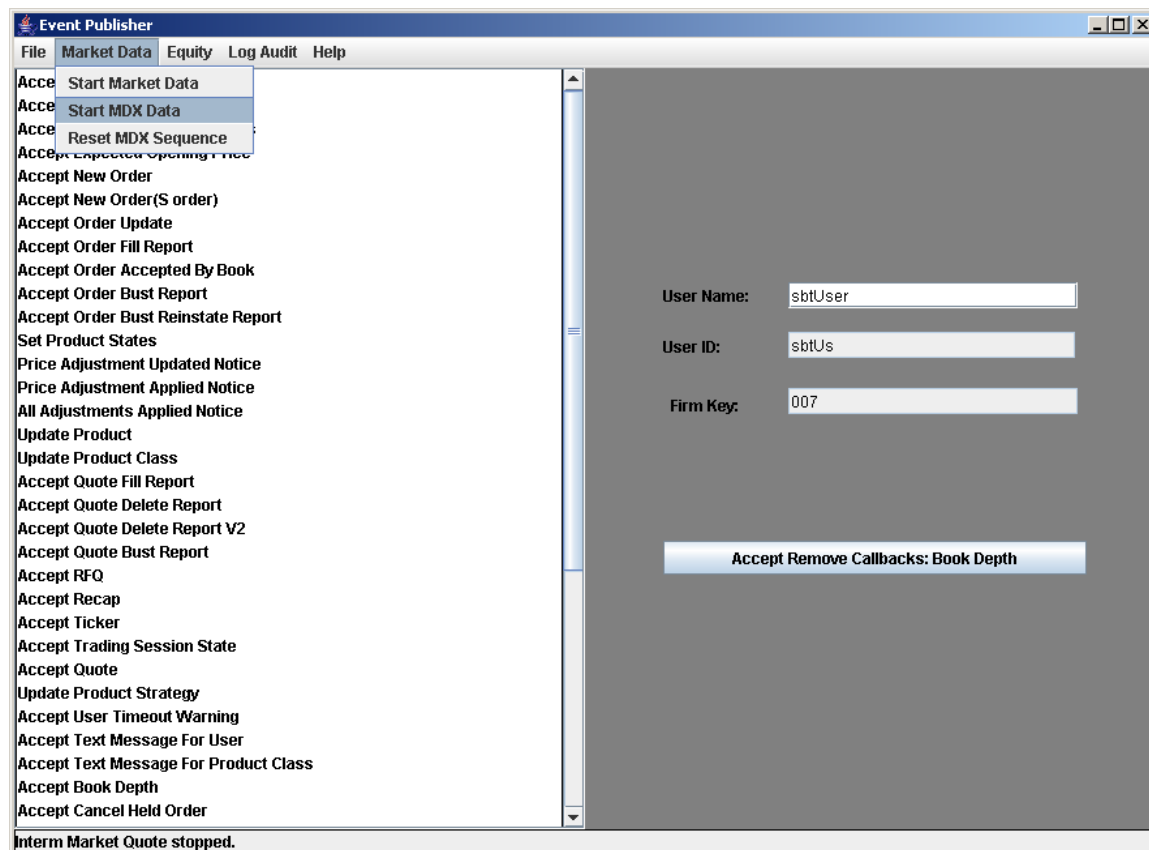 Event Publisher
File Market Data Equity Log Audit Help
Start Market Data
Start MDX Data
Reset MDX Sequence
Acce
Acce
Acce
Accept Expected Opening Price
Accept New Order
Accept New Order(S order)
Accept Order Update
Accept Order Fill Report
Accept Order Accepted By Book
Accept Order Bust Report
Accept Order Bust Reinstate Report
Set Product States
Price Adjustment Updated Notice
Price Adjustment Applied Notice
All Adjustments Applied Notice
Update Product
Update Product Class
Accept Quote Fill Report
Accept Quote Delete Report
Accept Quote Delete Report V2
Accept Quote Bust Report
Accept RFQ
Accept Recap
Accept Ticker
Accept Trading Session State
Accept Quote
Update Product Strategy
Accept User Timeout Warning
Accept Text Message For User
Accept Text Message For Product Class
Accept Book Depth
Accept Cancel Held Order
User Name: sbtUser
User ID: sbtUs
Firm Key: 007
Accept Remove Callbacks: Book Depth
Interm Market Quote stopped.